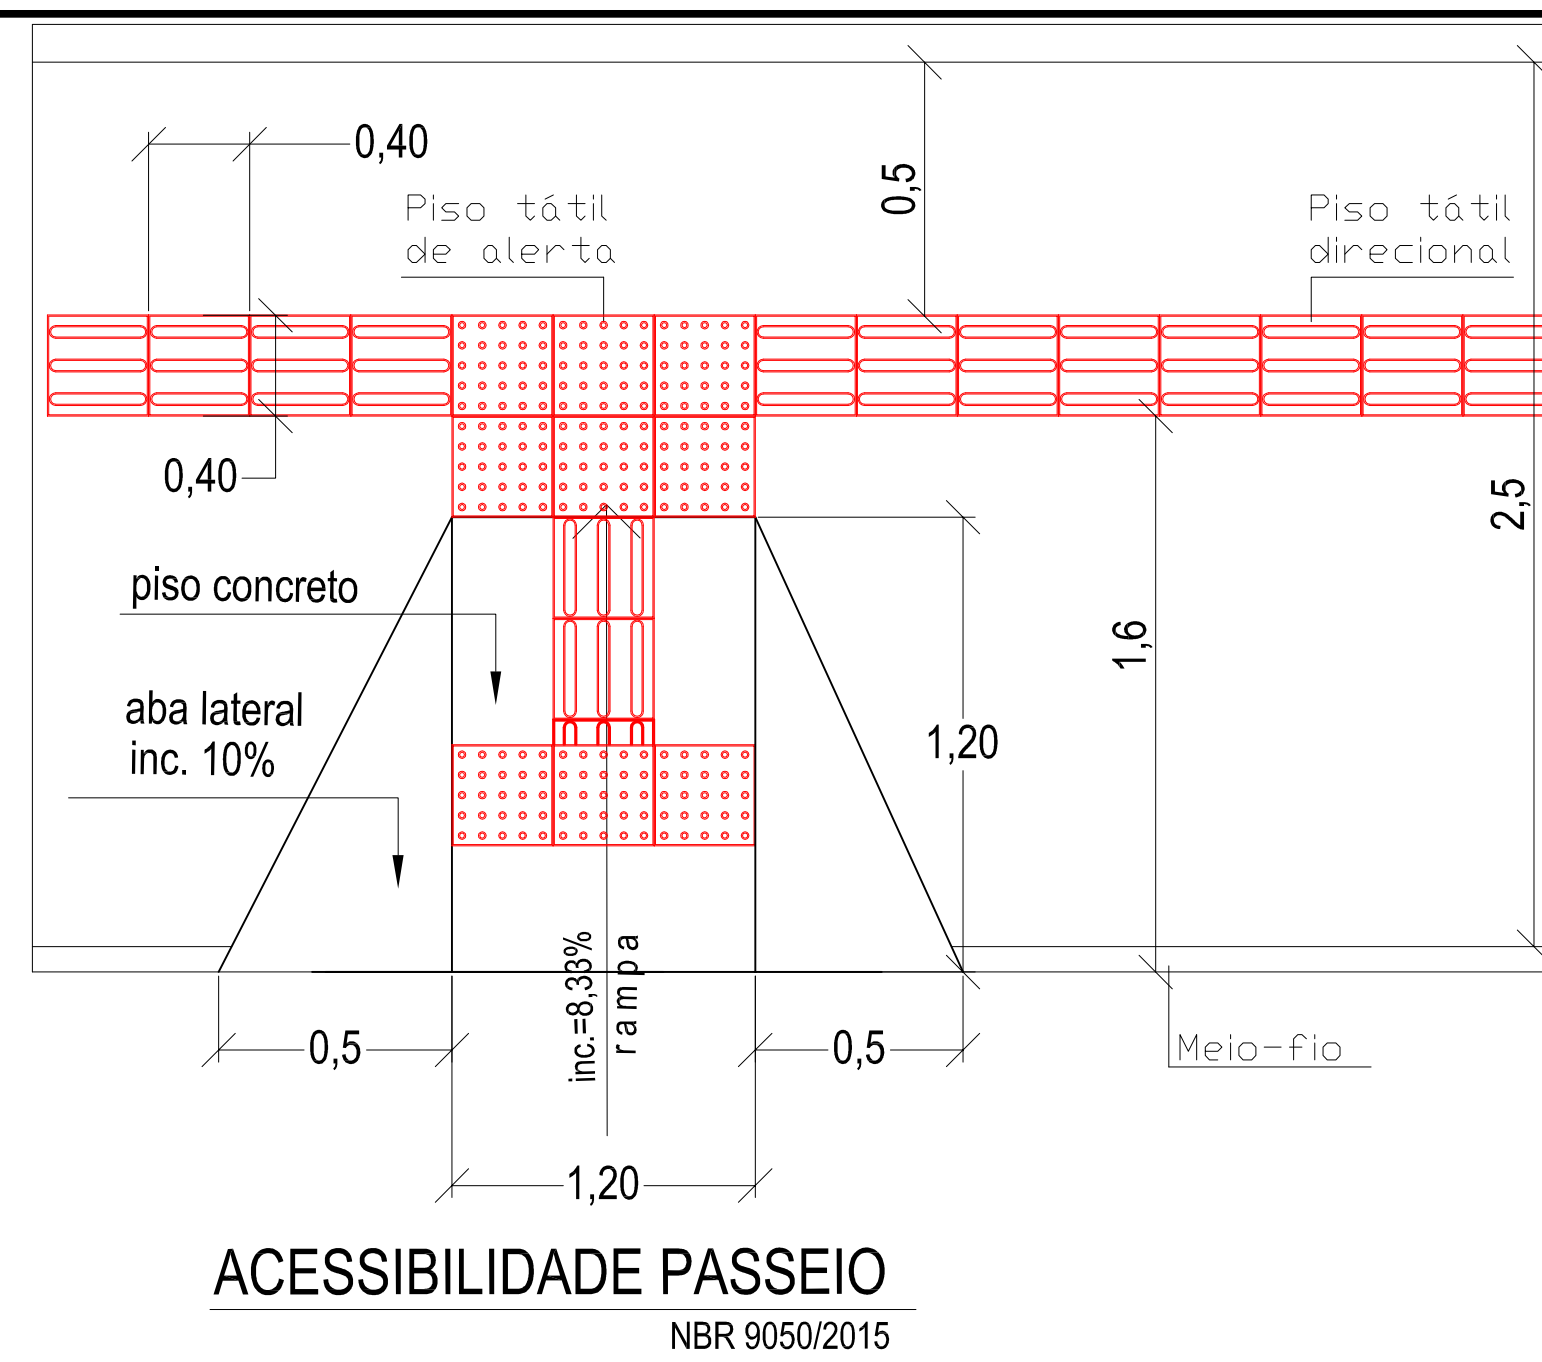 0,40
0,5
Piso tátil
de alerta
Piso tátil
direcional
0,40
2,5
piso concreto
1,6
aba lateral
inc. 10%
1,20
inc.=8,33%
rampa
0,5
0,5
Meio-fio
1,20
ACESSIBILIDADE PASSEIO
NBR 9050/2015